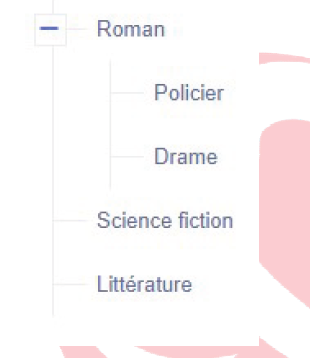 Roman
Policier
Drame
Science fiction
Littérature